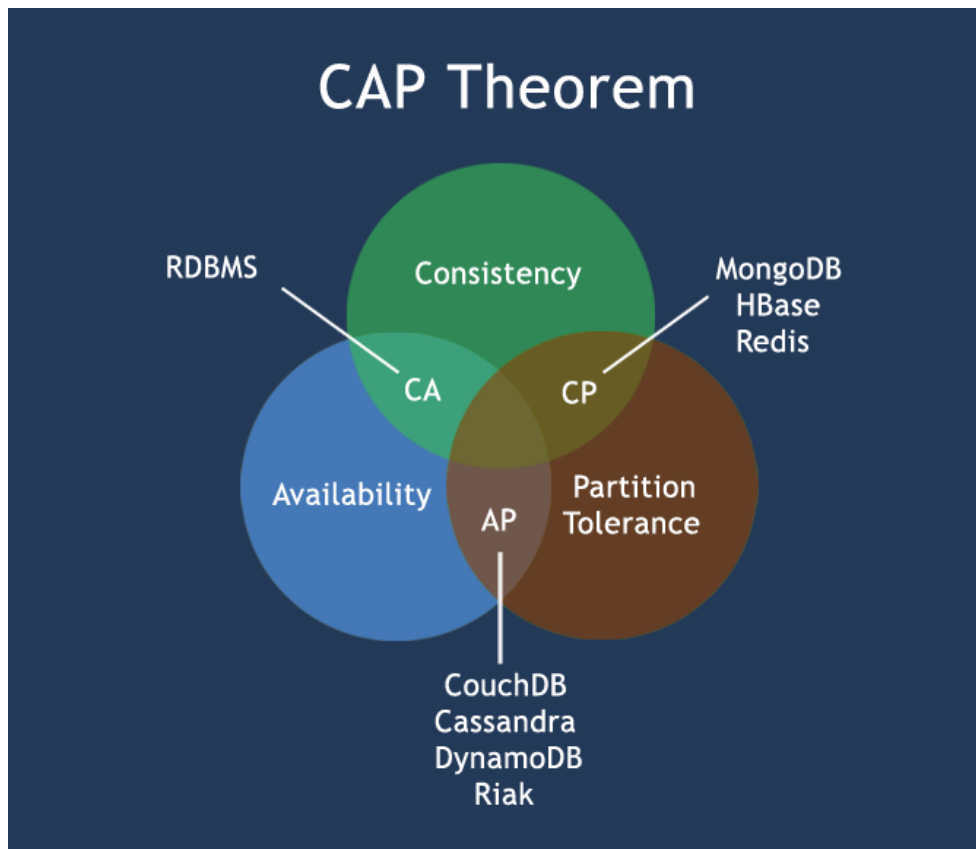 CAP Theorem
Consistency
RDBMS
MongoDB
HBase
Redis
CA
CP
Availability
Partition
Tolerance
AP
CouchDB
Cassandra
DynamoDB
Riak